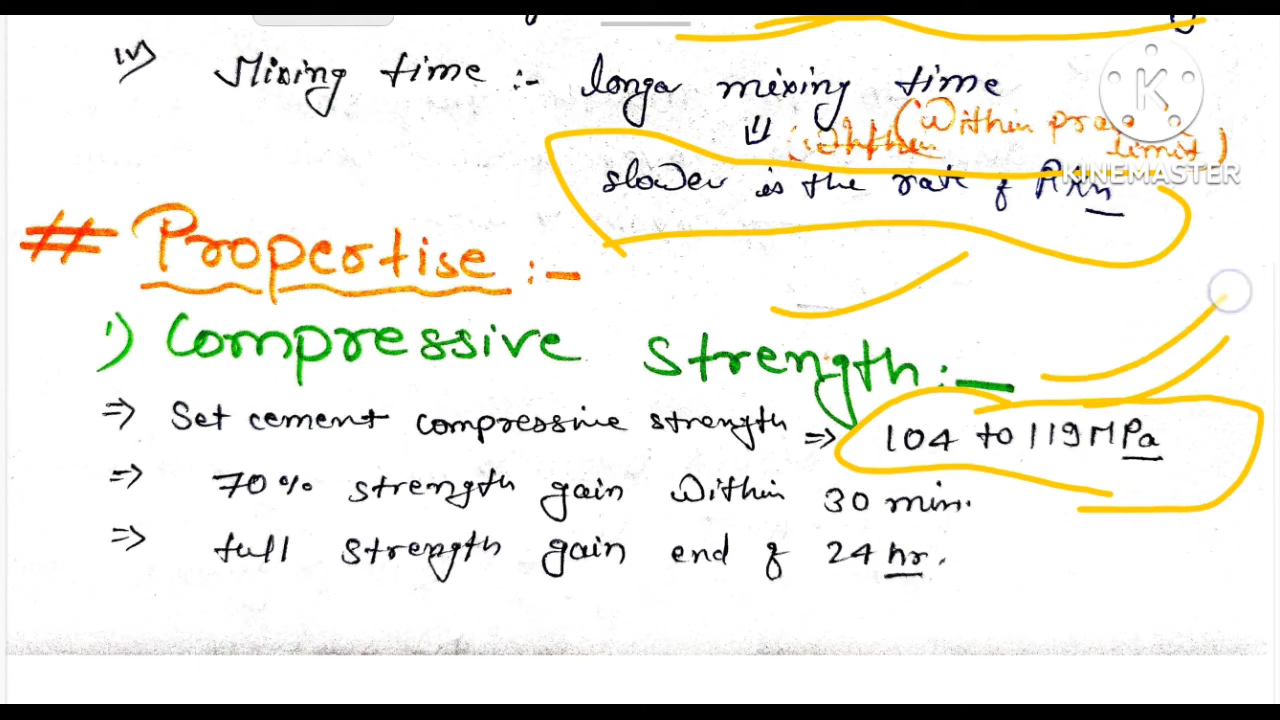 iv) Mixing time :- longer mixing time
⇓ (Within limit)
slower is the rate of RXn
K
KINEMASTER
# Propertise :-
i) Compressive strength :-
⇒ Set cement compressive strength ⇒ 104 to 119 MPa
⇒ 70% strength gain within 30 min.
⇒ full strength gain end of 24 hr.